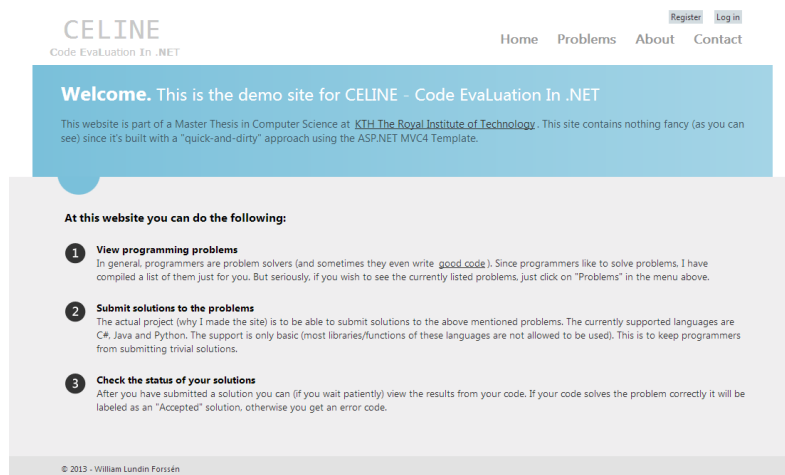 Register Log in
CELINE
Code EvaLuation In .NET
Home Problems About Contact
Welcome. This is the demo site for CELINE - Code EvaLuation In .NET
This website is part of a Master Thesis in Computer Science at KTH The Royal Institute of Technology . This site contains nothing fancy (as you can
see) since it's built with a "quick-and-dirty" approach using the ASP.NET MVC4 Template.
At this website you can do the following:
1 View programming problems
In general, programmers are problem solvers (and sometimes they even write good code ). Since programmers like to solve problems, I have
compiled a list of them just for you. But seriously, if you wish to see the currently listed problems, just click on "Problems" in the menu above.
2 Submit solutions to the problems
The actual project (why I made the site) is to be able to submit solutions to the above mentioned problems. The currently supported languages are
C#, Java and Python. The support is only basic (most libraries/functions of these languages are not allowed to be used). This is to keep programmers
from submitting trivial solutions.
3 Check the status of your solutions
After you have submitted a solution you can (if you wait patiently) view the results from your code. If your code solves the problem correctly it will be
labeled as an "Accepted" solution, otherwise you get an error code.
© 2013 - William Lundin Forssén